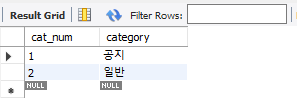 Result Grid Filter Rows:
cat_num category
1 공지
2 일반
NULL NULL